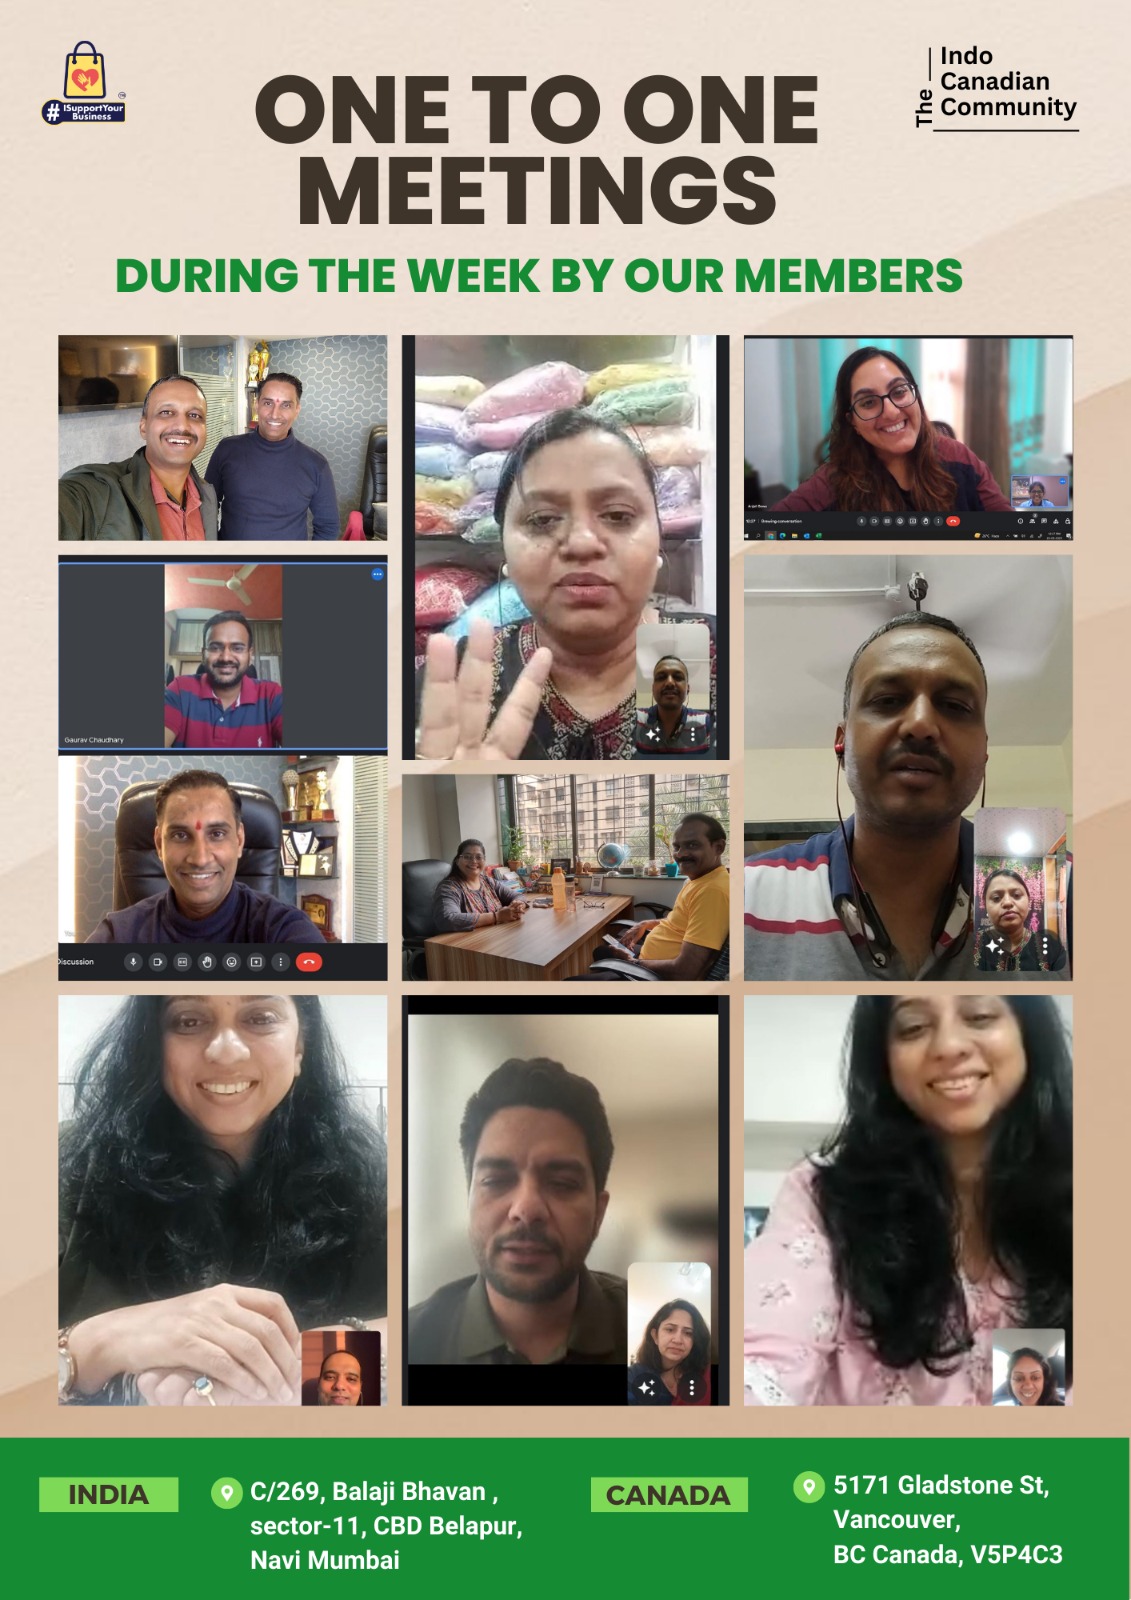 # ISupportYour
Business
The
Indo
Canadian
Community
ONE TO ONE
MEETINGS
DURING THE WEEK BY OUR MEMBERS
Gaurav Chaudhary
Discussion
INDIA
C/269, Balaji Bhavan ,
sector-11, CBD Belapur,
Navi Mumbai
CANADA
5171 Gladstone St,
Vancouver,
BC Canada, V5P4C3